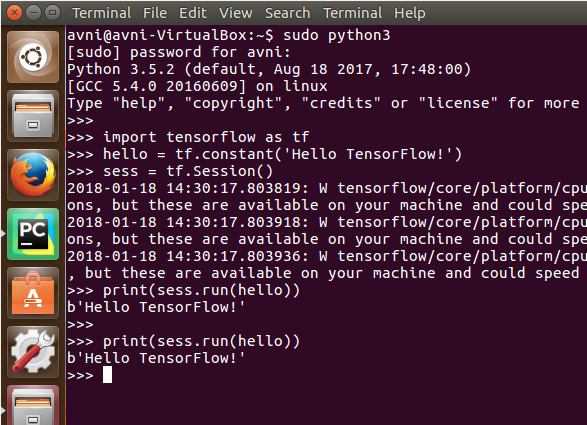 Terminal File Edit View Search Terminal Help
avni@avni-VirtualBox:~$ sudo python3
[sudo] password for avni:
Python 3.5.2 (default, Aug 18 2017, 17:48:00)
[GCC 5.4.0 20160609] on linux
Type "help", "copyright", "credits" or "license" for more
>>>
>>> import tensorflow as tf
>>> hello = tf.constant('Hello TensorFlow!')
>>> sess = tf.Session()
2018-01-18 14:30:17.803819: W tensorflow/core/platform/cpu
ons, but these are available on your machine and could spe
2018-01-18 14:30:17.803918: W tensorflow/core/platform/cpu
ons, but these are available on your machine and could spe
2018-01-18 14:30:17.803936: W tensorflow/core/platform/cpu
, but these are available on your machine and could speed
>>> print(sess.run(hello))
b'Hello TensorFlow!'
>>>
>>> print(sess.run(hello))
b'Hello TensorFlow!'
>>>
PC